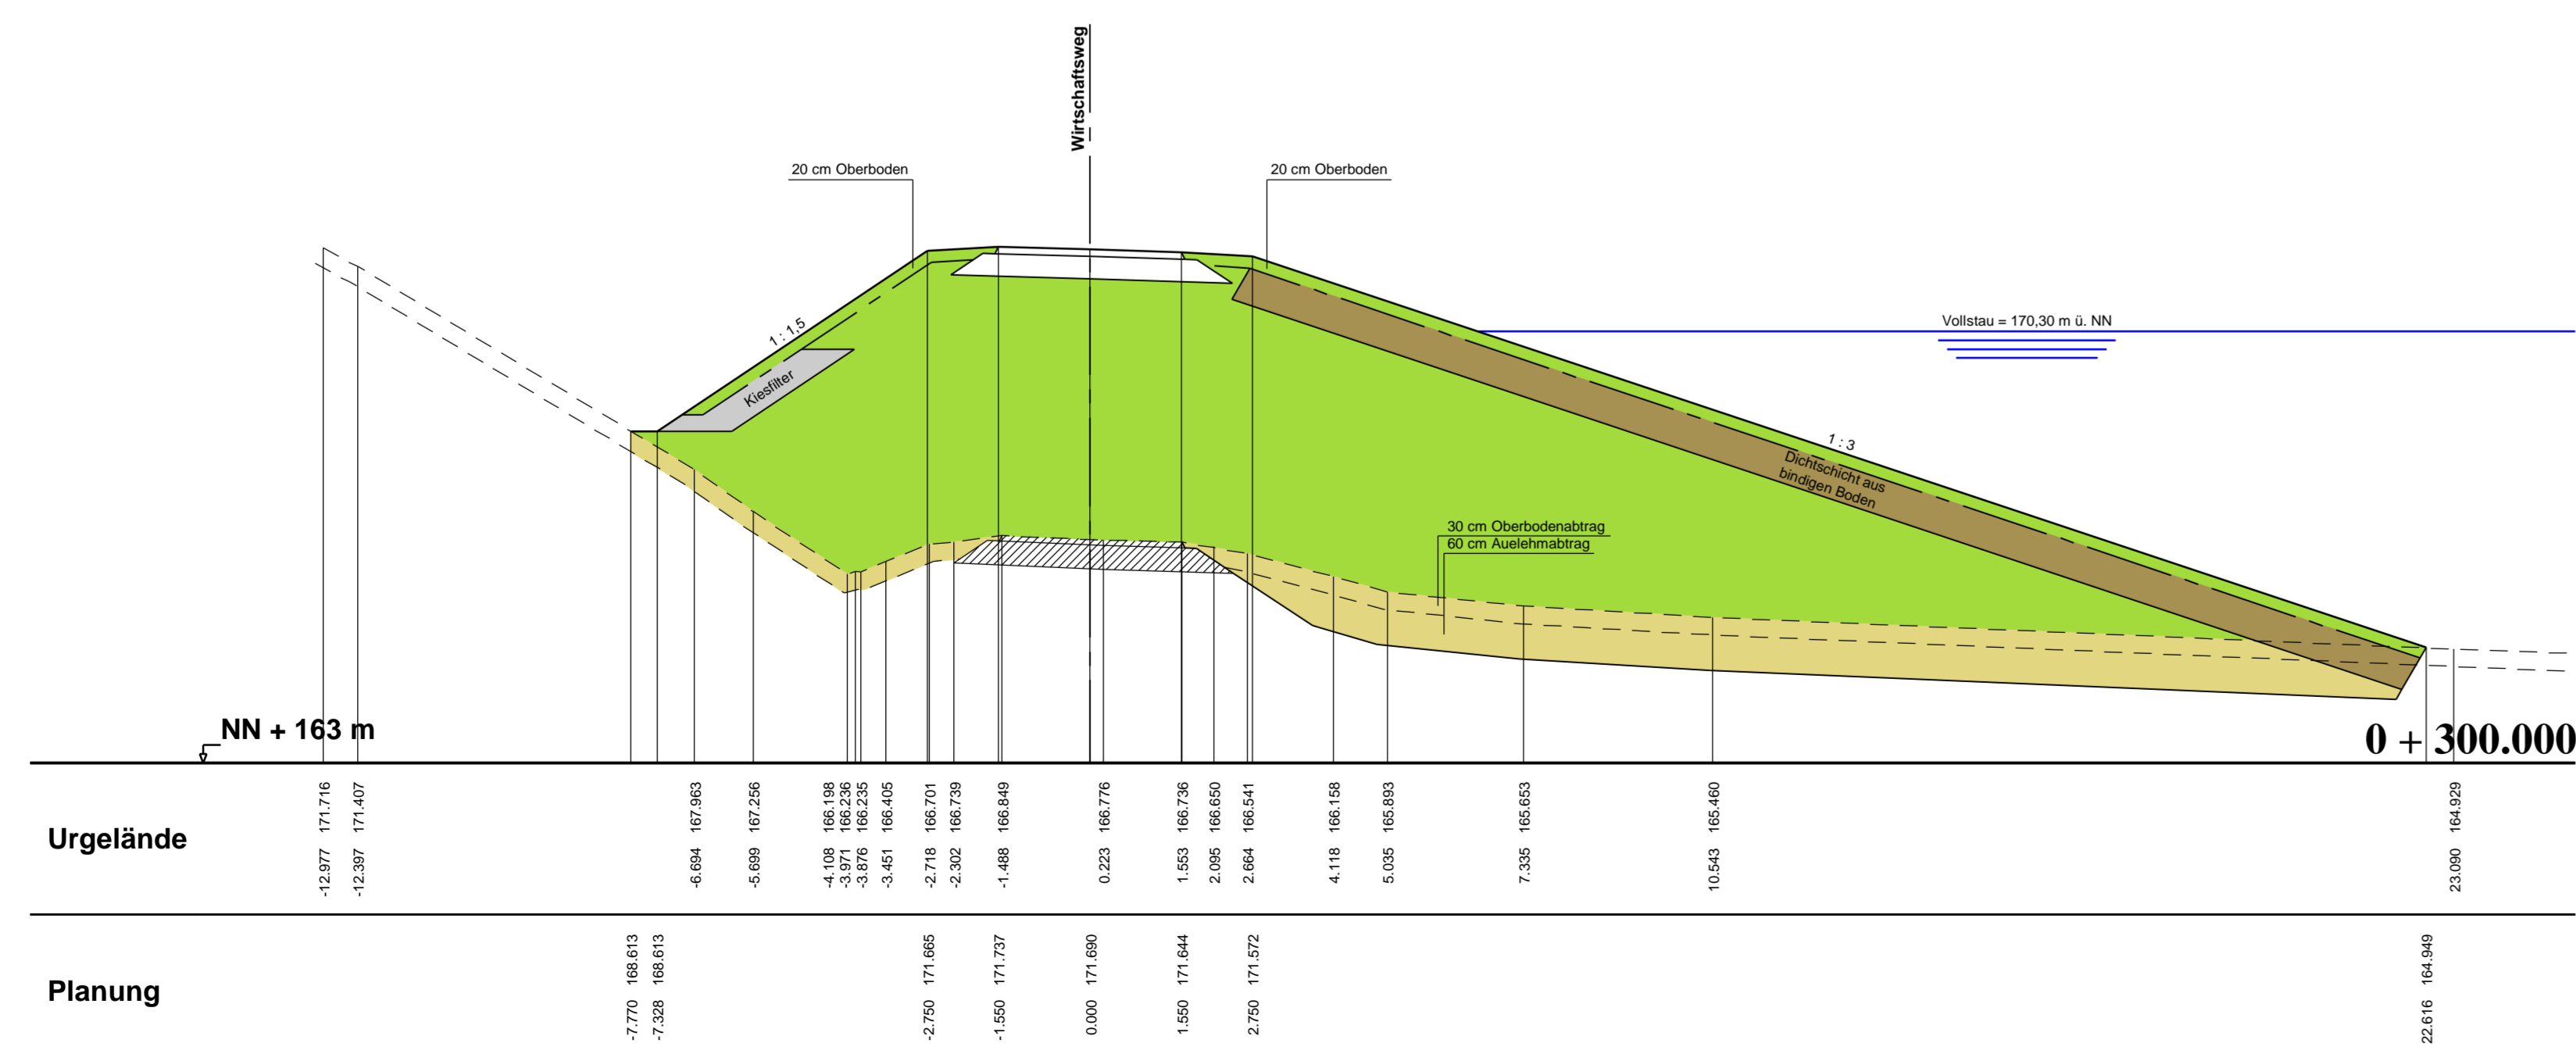 Wirtschaftsweg
20 cm Oberboden
20 cm Oberboden
1 : 1,5
Kiesfilter
Vollstau = 170,30 m ü. NN
1 : 3
Dichtschicht aus
bindigen Boden
30 cm Oberbodenabtrag
60 cm Auelehmabtrag
NN + 163 m
0 + 300.000
Urgelände
-12.977 171.716
-12.397 171.407
-6.694 167.963
-5.699 167.256
-4.108 166.198
-3.971 166.236
-3.876 166.235
-3.451 166.405
-2.718 166.701
-2.302 166.739
-1.488 166.849
0.223 166.776
1.553 166.736
2.095 166.650
2.664 166.541
4.118 166.158
5.035 165.893
7.335 165.653
10.543 165.460
23.090 164.929
Planung
-7.770 168.613
-7.328 168.613
-2.750 171.665
-1.550 171.737
0.000 171.690
1.550 171.644
2.750 171.572
22.616 164.949